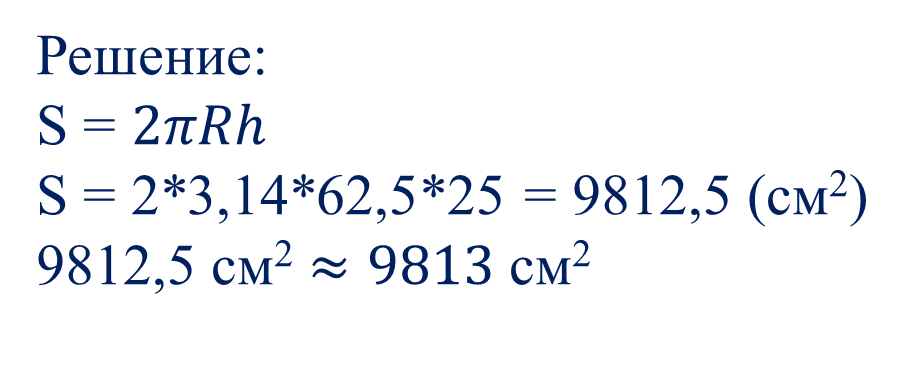 Решение:
S = 2πRh
S = 2*3,14*62,5*25 = 9812,5 (см²)
9812,5 см² ≈ 9813 см²